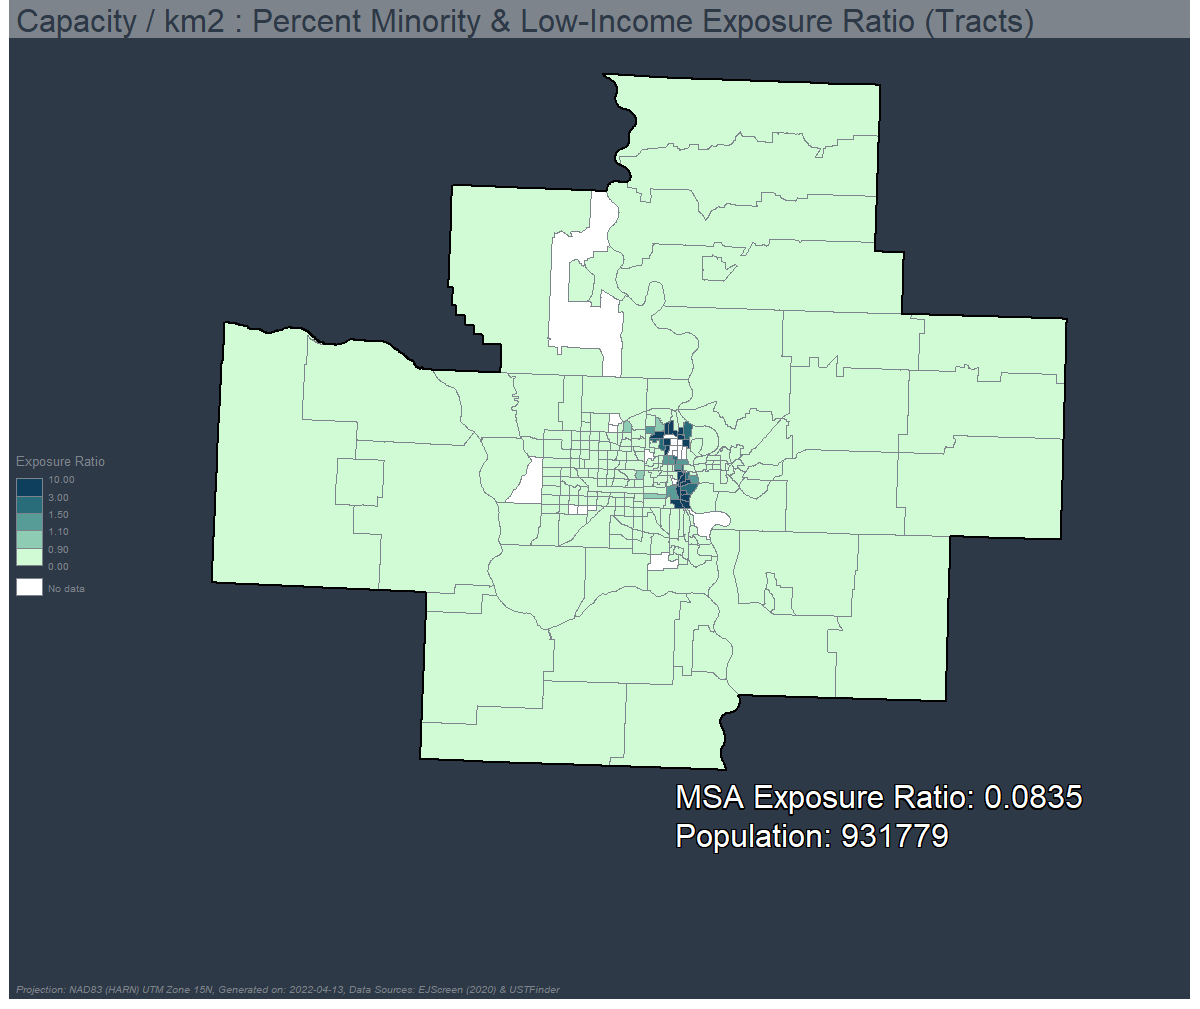 Capacity / km2 : Percent Minority & Low-Income Exposure Ratio (Tracts)
Exposure Ratio
10.00
3.00
1.50
1.10
0.90
0.00
No data
MSA Exposure Ratio: 0.0835
Population: 931779
Projection: NAD83 (HARN) UTM Zone 15N, Generated on: 2022-04-13, Data Sources: EJScreen (2020) & USTFinder